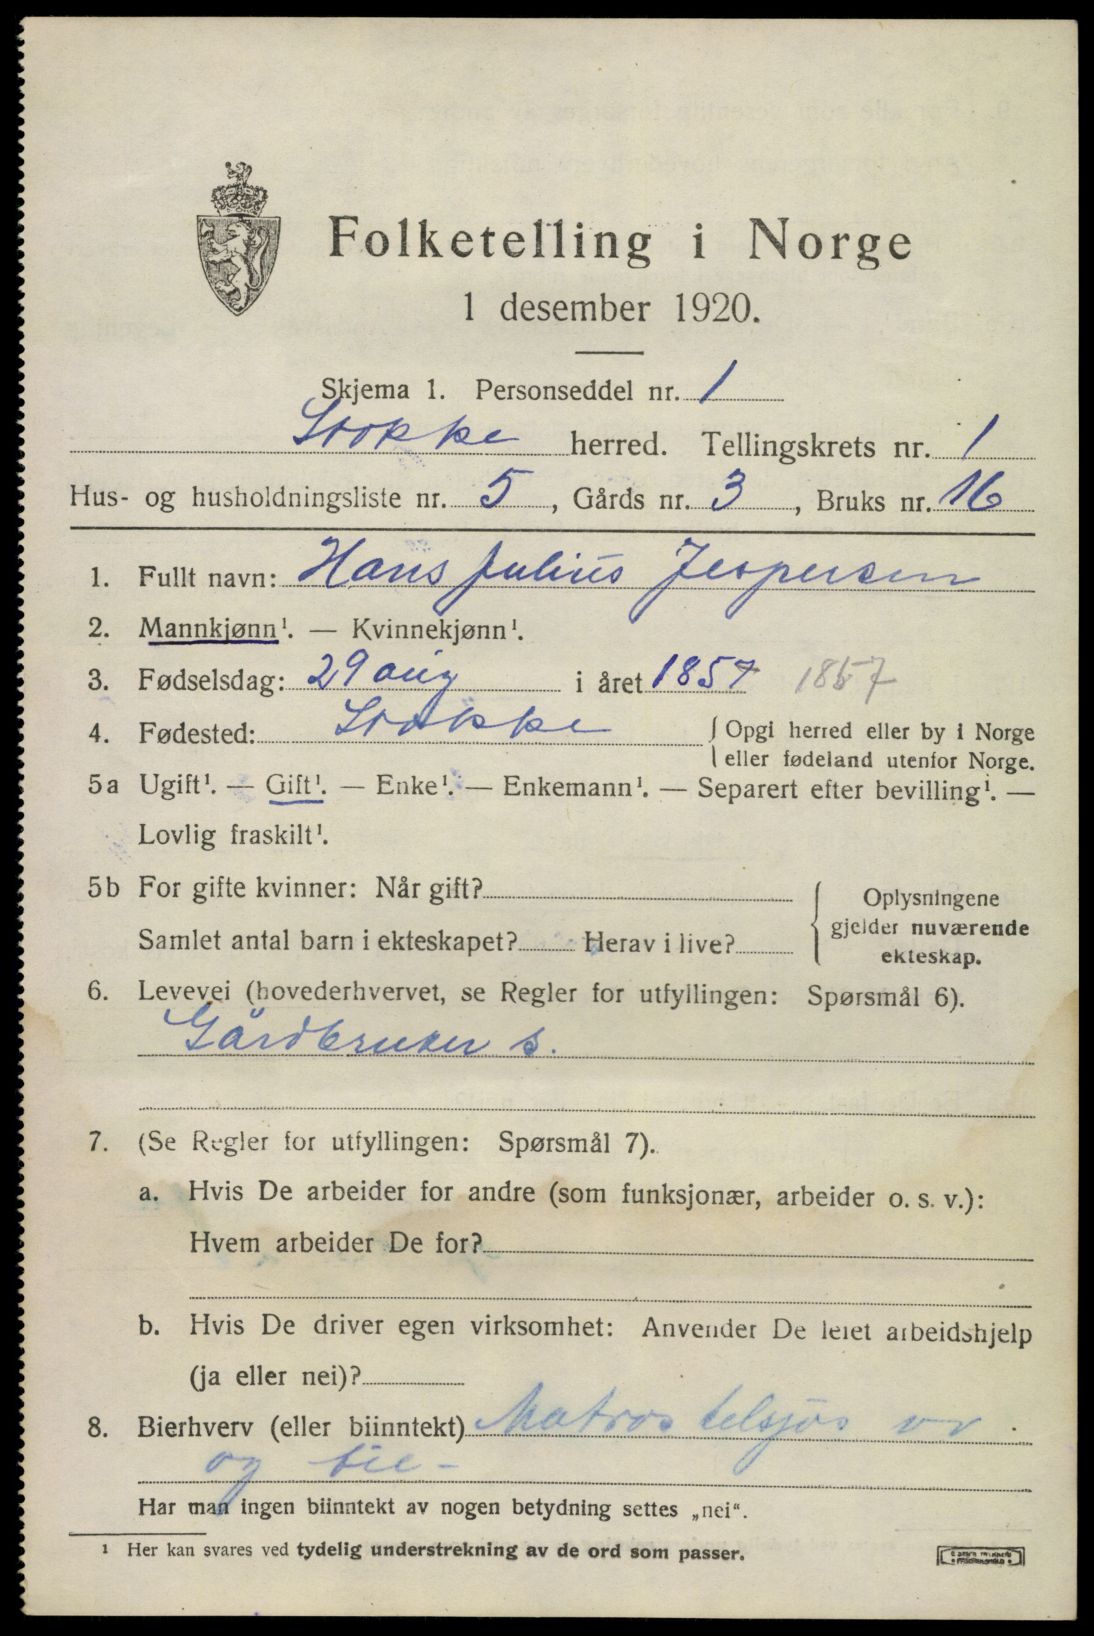 Folketelling i Norge
1 desember 1920.
Skjema 1. Personseddel nr. 1
Stokke herred. Tellingskrets nr. 1
Hus- og husholdningsliste nr. 5, Gårds nr. 3, Bruks nr. 16
1. Fullt navn: Hans Julius Jespersen
2. Mannkjønn¹. — Kvinnekjønn¹.
3. Fødselsdag: 29 aug i året 1857 1857
4. Fødested: Stokke { Opgi herred eller by i Norge
eller fødeland utenfor Norge.
5a Ugift¹. — Gift¹. — Enke¹. — Enkemann¹. — Separert efter bevilling¹. —
Lovlig fraskilt¹.
5b For gifte kvinner: Når gift?
Samlet antal barn i ekteskapet? Herav i live?
{ Oplysningene
gjelder nuværende
ekteskap.
6. Levevei (hovederhvervet, se Regler for utfyllingen: Spørsmål 6).
Gårdbruker s.
7. (Se Regler for utfyllingen: Spørsmål 7).
a. Hvis De arbeider for andre (som funksjonær, arbeider o. s. v.):
Hvem arbeider De for?
b. Hvis De driver egen virksomhet: Anvender De leiet arbeidshjelp
(ja eller nei)?
8. Bierhverv (eller biinntekt) Matros telsjøs
og
Har man ingen biinntekt av nogen betydning settes „nei“.
¹ Her kan svares ved tydelig understrekning av de ord som passer.